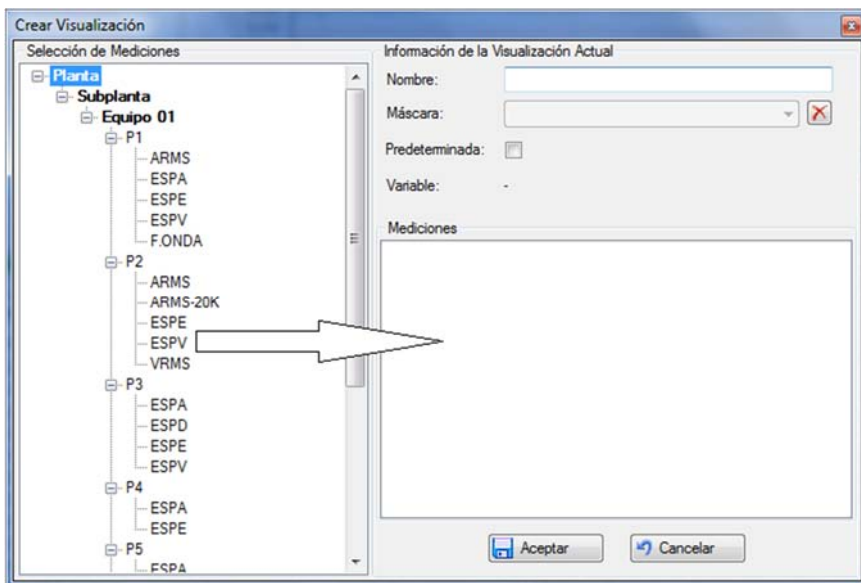 Crear Visualización
Selección de Mediciones
Planta
Subplanta
Equipo 01
P1
ARMS
ESPA
ESPE
ESPV
F.ONDA
P2
ARMS
ARMS-20K
ESPE
ESPV
VRMS
P3
ESPA
ESPD
ESPE
ESPV
P4
ESPA
ESPE
P5
ESPA
Información de la Visualización Actual
Nombre:
Máscara:
Predeterminada:
Variable: -
Mediciones
Aceptar Cancelar